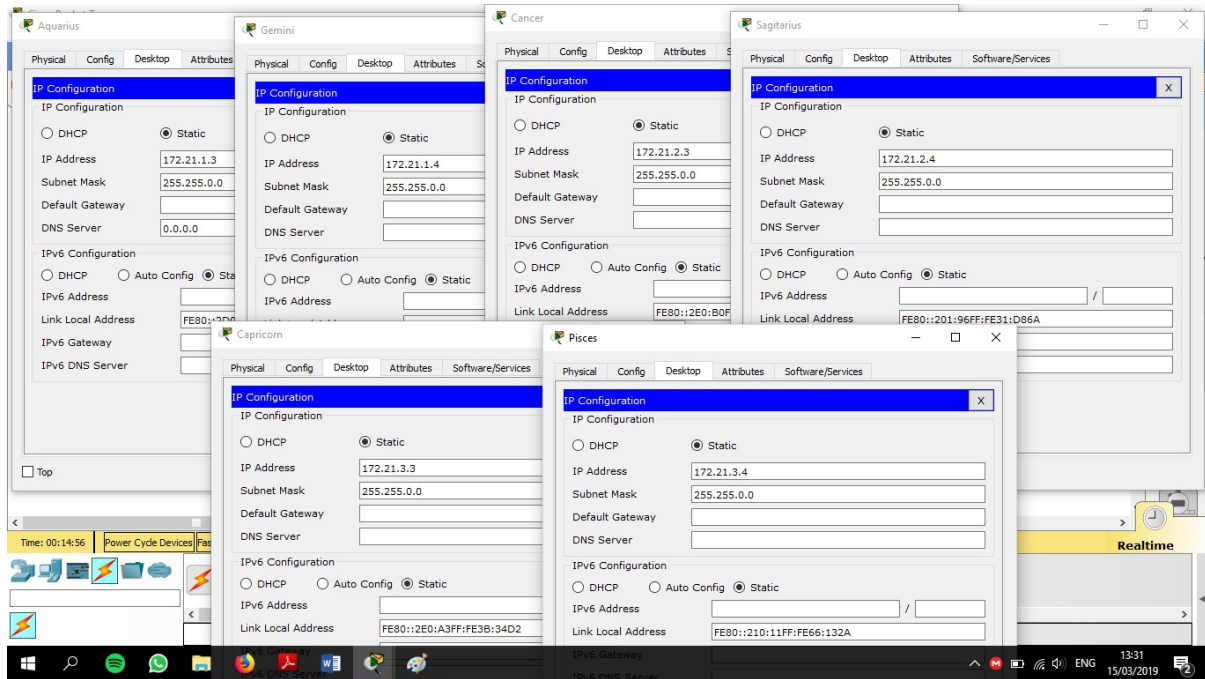 Aquarius
Physical Config Desktop Attributes
IP Configuration
IP Configuration
DHCP Static
IP Address 172.21.1.3
Subnet Mask 255.255.0.0
Default Gateway
DNS Server 0.0.0.0
IPv6 Configuration
DHCP Auto Config
IPv6 Address
Link Local Address
IPv6 Gateway
IPv6 DNS Server
Top
Gemini
Physical Config Desktop Attributes
IP Configuration
IP Configuration
DHCP Static
IP Address 172.21.1.4
Subnet Mask 255.255.0.0
Default Gateway
DNS Server
IPv6 Configuration
DHCP Auto Config Static
IPv6 Address
Cancer
Physical Config Desktop Attributes
IP Configuration
IP Configuration
DHCP Static
IP Address 172.21.2.3
Subnet Mask 255.255.0.0
Default Gateway
DNS Server
IPv6 Configuration
DHCP Auto Config Static
IPv6 Address
Link Local Address FE80::2E0:B0F
Sagitarius
Physical Config Desktop Attributes Software/Services
IP Configuration X
IP Configuration
DHCP Static
IP Address 172.21.2.4
Subnet Mask 255.255.0.0
Default Gateway
DNS Server
IPv6 Configuration
DHCP Auto Config Static
IPv6 Address /
Link Local Address FE80::201:96FF:FE31:D86A
Capricorn
Physical Config Desktop Attributes Software/Services
IP Configuration
IP Configuration
DHCP Static
IP Address 172.21.3.3
Subnet Mask 255.255.0.0
Default Gateway
DNS Server
IPv6 Configuration
DHCP Auto Config Static
IPv6 Address
Link Local Address FE80::2E0:A3FF:FE3B:34D2
IPv6 Gateway
IPv6 DNS Server
Pisces
Physical Config Desktop Attributes Software/Services
IP Configuration X
IP Configuration
DHCP Static
IP Address 172.21.3.4
Subnet Mask 255.255.0.0
Default Gateway
DNS Server
IPv6 Configuration
DHCP Auto Config Static
IPv6 Address /
Link Local Address FE80::210:11FF:FE66:132A
IPv6 Gateway
IPv6 DNS Server
Time: 00:14:56 Power Cycle Devices
Realtime
ENG
13:31
15/03/2019
2